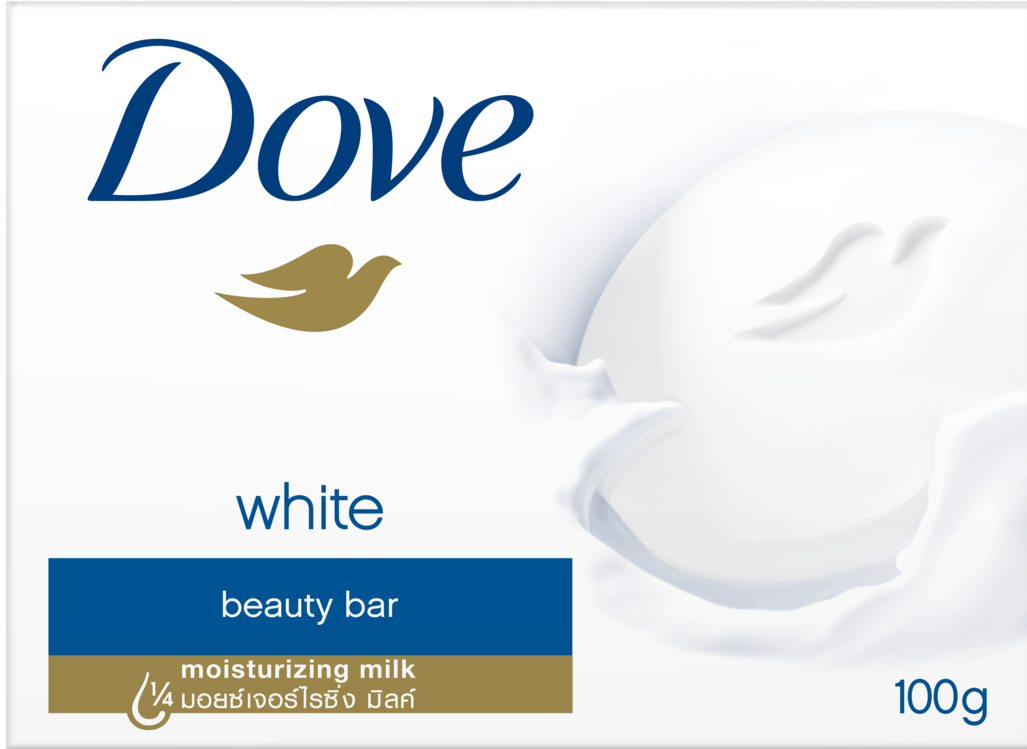 Dove
white
beauty bar
moisturizing milk
¼ มอยซ์เจอร์ไรซิ่ง มิลค์
100g